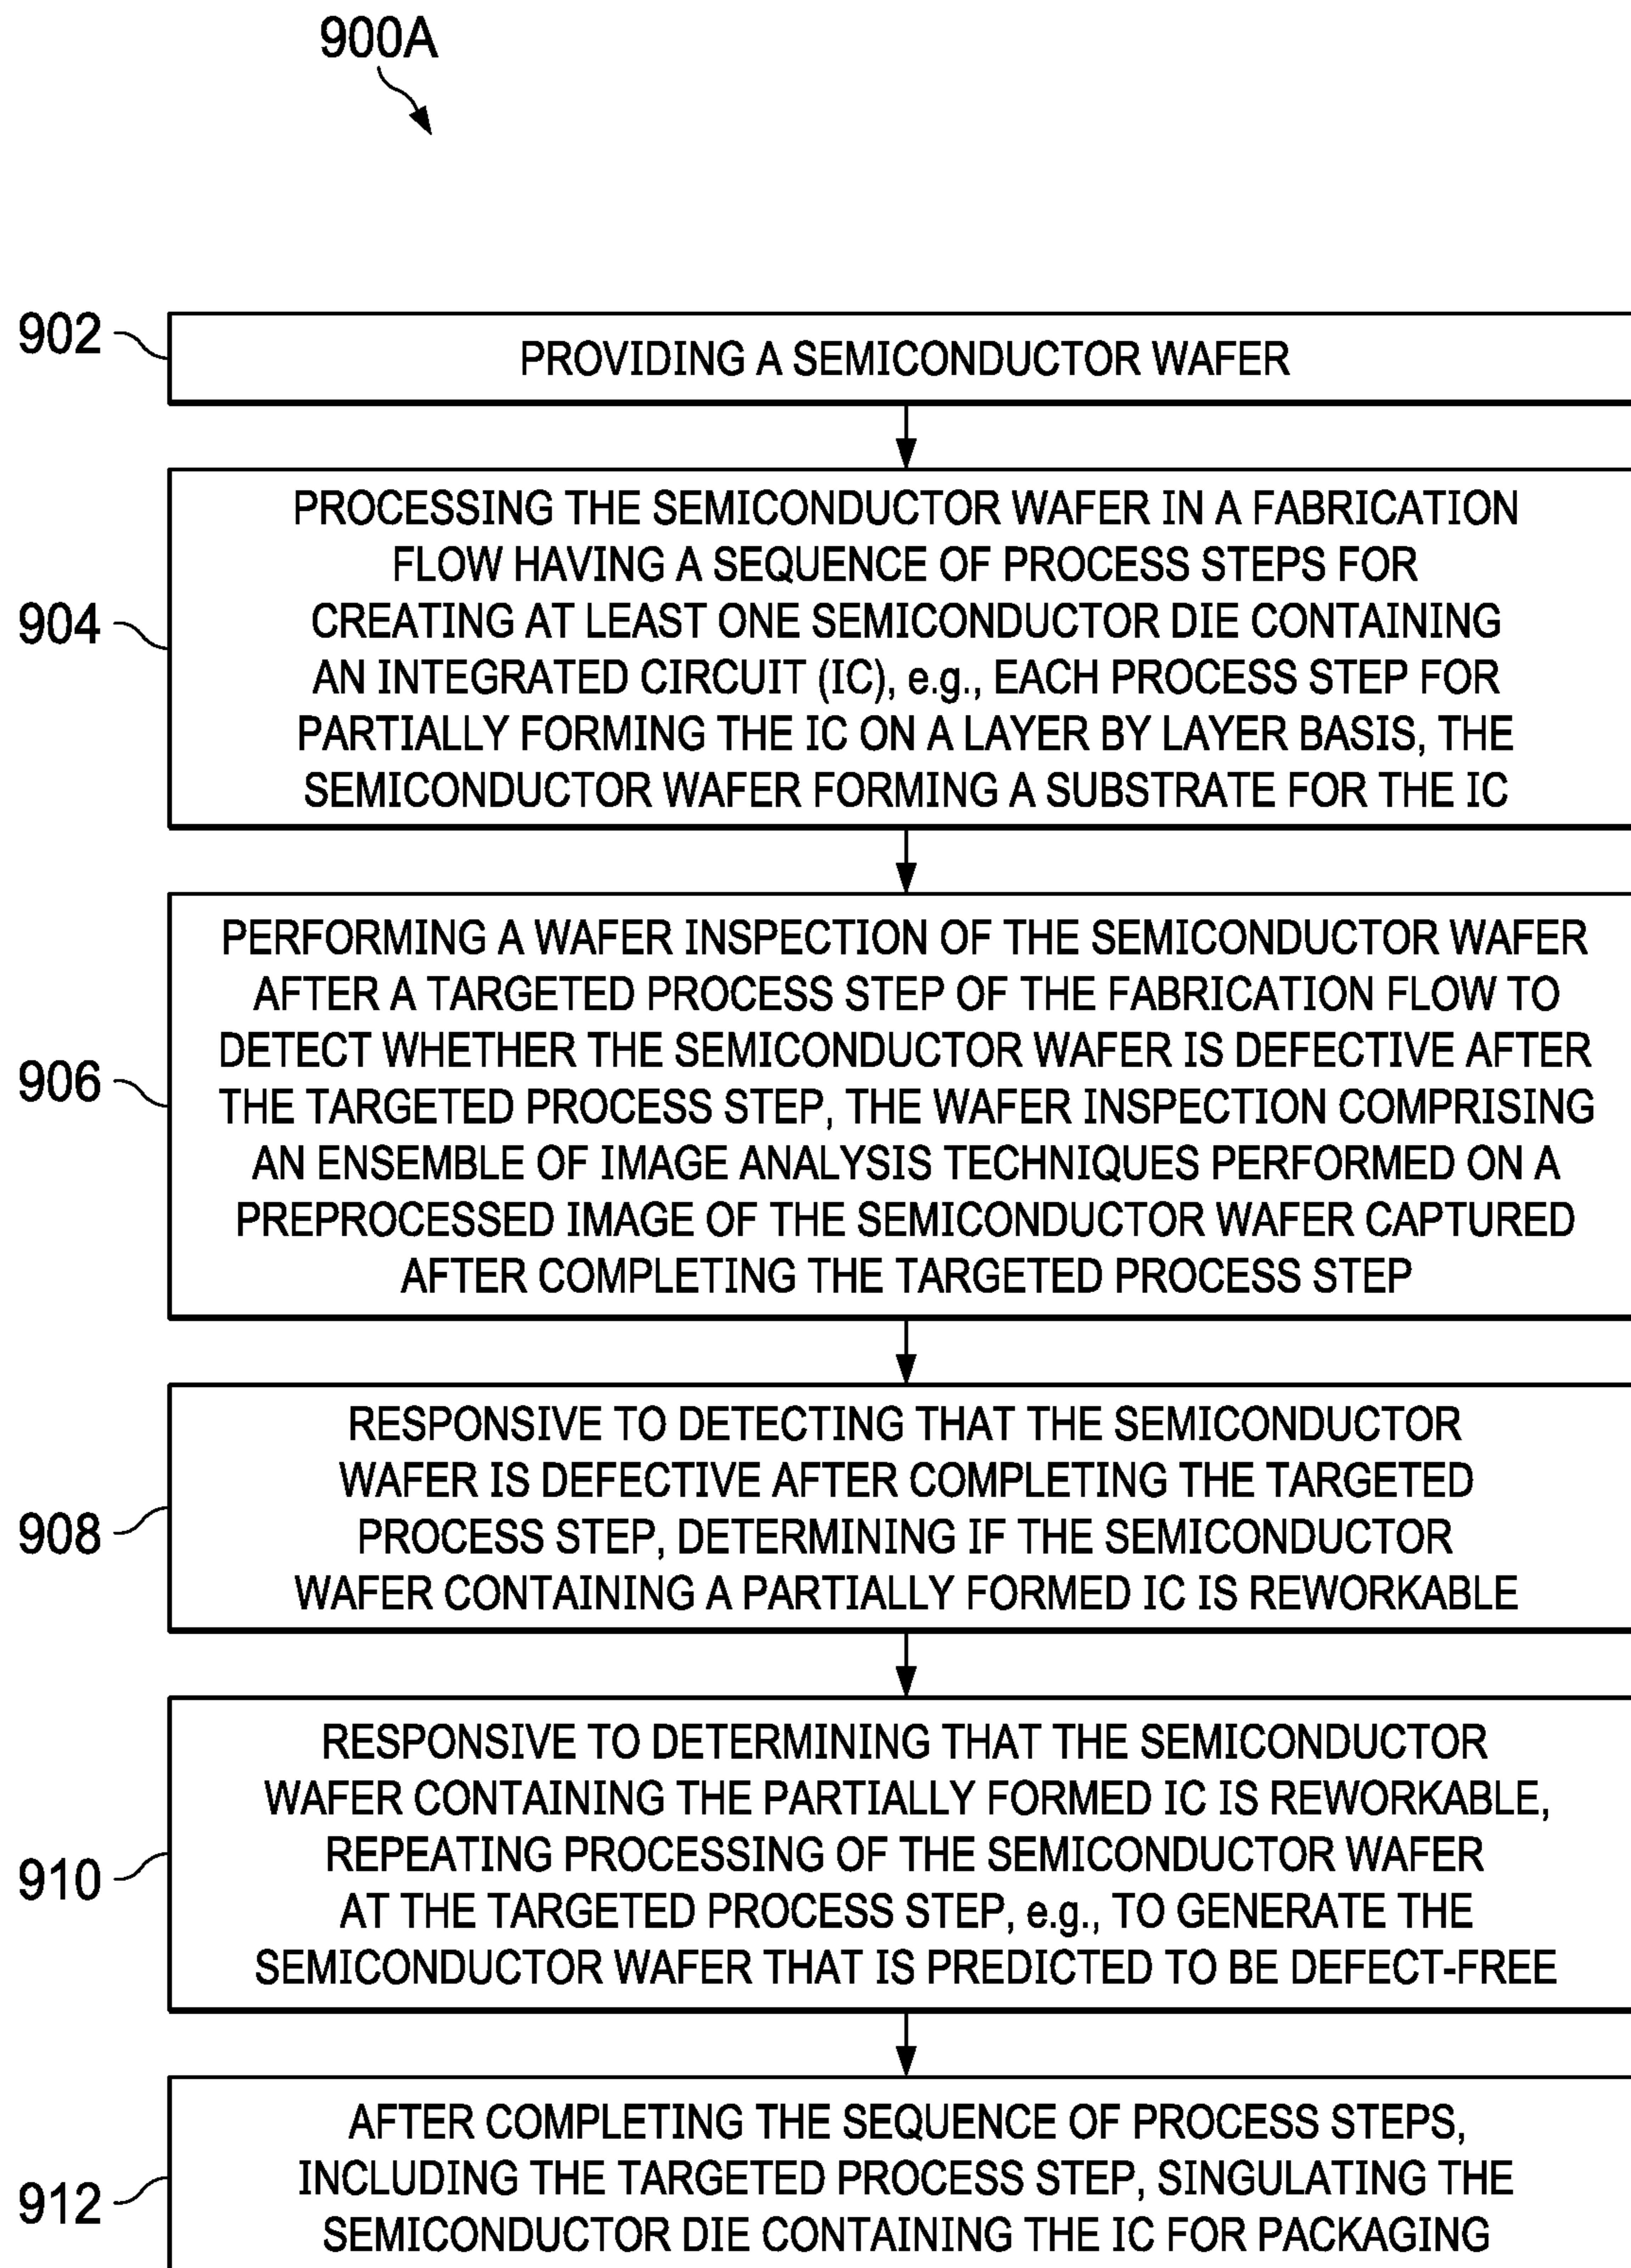 900A
902
PROVIDING A SEMICONDUCTOR WAFER
904
PROCESSING THE SEMICONDUCTOR WAFER IN A FABRICATION
FLOW HAVING A SEQUENCE OF PROCESS STEPS FOR
CREATING AT LEAST ONE SEMICONDUCTOR DIE CONTAINING
AN INTEGRATED CIRCUIT (IC), e.g., EACH PROCESS STEP FOR
PARTIALLY FORMING THE IC ON A LAYER BY LAYER BASIS, THE
SEMICONDUCTOR WAFER FORMING A SUBSTRATE FOR THE IC
906
PERFORMING A WAFER INSPECTION OF THE SEMICONDUCTOR WAFER
AFTER A TARGETED PROCESS STEP OF THE FABRICATION FLOW TO
DETECT WHETHER THE SEMICONDUCTOR WAFER IS DEFECTIVE AFTER
THE TARGETED PROCESS STEP, THE WAFER INSPECTION COMPRISING
AN ENSEMBLE OF IMAGE ANALYSIS TECHNIQUES PERFORMED ON A
PREPROCESSED IMAGE OF THE SEMICONDUCTOR WAFER CAPTURED
AFTER COMPLETING THE TARGETED PROCESS STEP
908
RESPONSIVE TO DETECTING THAT THE SEMICONDUCTOR
WAFER IS DEFECTIVE AFTER COMPLETING THE TARGETED
PROCESS STEP, DETERMINING IF THE SEMICONDUCTOR
WAFER CONTAINING A PARTIALLY FORMED IC IS REWORKABLE
910
RESPONSIVE TO DETERMINING THAT THE SEMICONDUCTOR
WAFER CONTAINING THE PARTIALLY FORMED IC IS REWORKABLE,
REPEATING PROCESSING OF THE SEMICONDUCTOR WAFER
AT THE TARGETED PROCESS STEP, e.g., TO GENERATE THE
SEMICONDUCTOR WAFER THAT IS PREDICTED TO BE DEFECT-FREE
912
AFTER COMPLETING THE SEQUENCE OF PROCESS STEPS,
INCLUDING THE TARGETED PROCESS STEP, SINGULATING THE
SEMICONDUCTOR DIE CONTAINING THE IC FOR PACKAGING